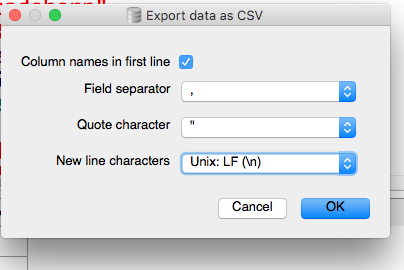 Export data as CSV
Column names in first line
Field separator ,
Quote character "
New line characters Unix: LF (\n)
Cancel OK